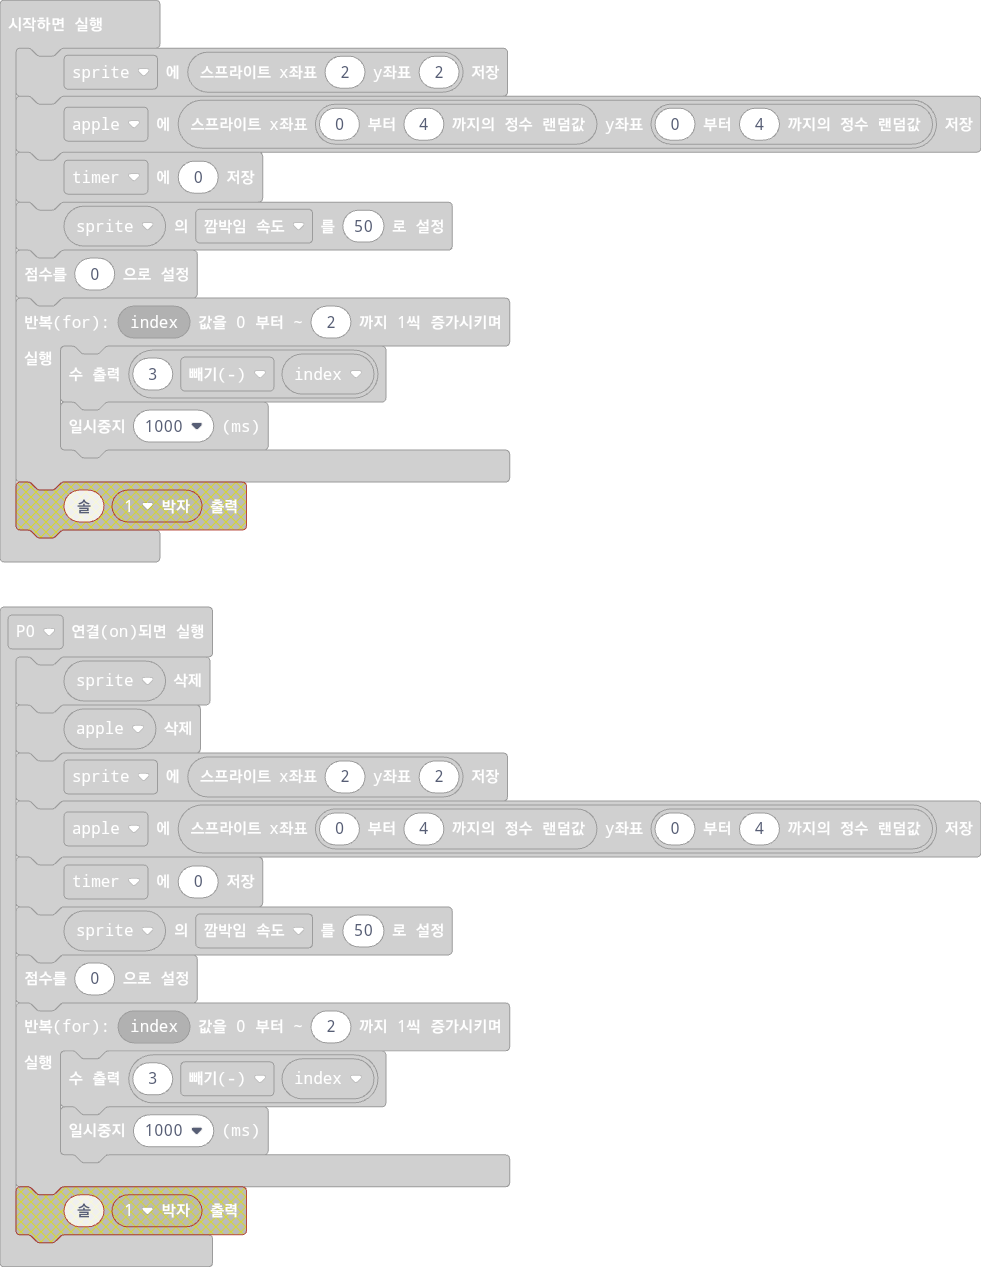 시작하면 실행
sprite 에 스프라이트 x좌표 2 y좌표 2 저장
apple 에 스프라이트 x좌표 0 부터 4 까지의 정수 랜덤값 y좌표 0 부터 4 까지의 정수 랜덤값 저장
timer 에 0 저장
sprite 의 깜박임 속도 를 50 로 설정
점수를 0 으로 설정
반복(for): index 값을 0 부터 ~ 2 까지 1씩 증가시키며
실행
수 출력 3 빼기(-) index
일시중지 1000 (ms)
솔 1 박자 출력
P0 연결(on)되면 실행
sprite 삭제
apple 삭제
sprite 에 스프라이트 x좌표 2 y좌표 2 저장
apple 에 스프라이트 x좌표 0 부터 4 까지의 정수 랜덤값 y좌표 0 부터 4 까지의 정수 랜덤값 저장
timer 에 0 저장
sprite 의 깜박임 속도 를 50 로 설정
점수를 0 으로 설정
반복(for): index 값을 0 부터 ~ 2 까지 1씩 증가시키며
실행
수 출력 3 빼기(-) index
일시중지 1000 (ms)
솔 1 박자 출력